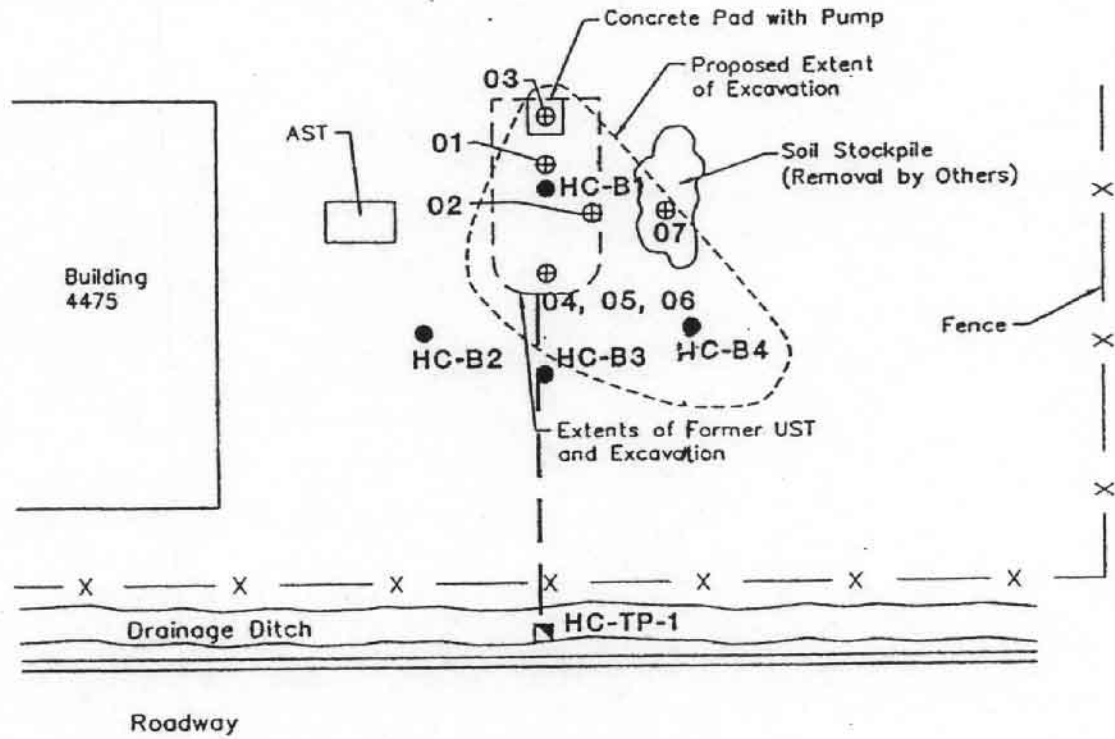 Concrete Pad with Pump
03
Proposed Extent
of Excavation
AST
01
Soil Stockpile
(Removal by Others)
HC-B1
02
07
Building
4475
04, 05, 06
Fence
HC-B2
HC-B3
HC-B4
Extents of Former UST
and Excavation
X
X
X
X X X X X X X
Drainage Ditch
HC-TP-1
Roadway